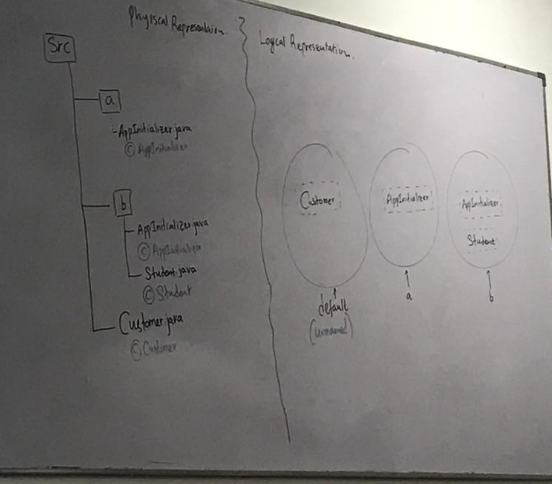 Physical Representation.
Src
a
AppInitializer.java
© AppInitializer
b
AppInitializer.java
© AppInitializer
Student.java
© Student
Customer.java
© Customer
Logical Representation.
Customer
AppInitializer
AppInitializer
Student
default
(unnamed)
a
b